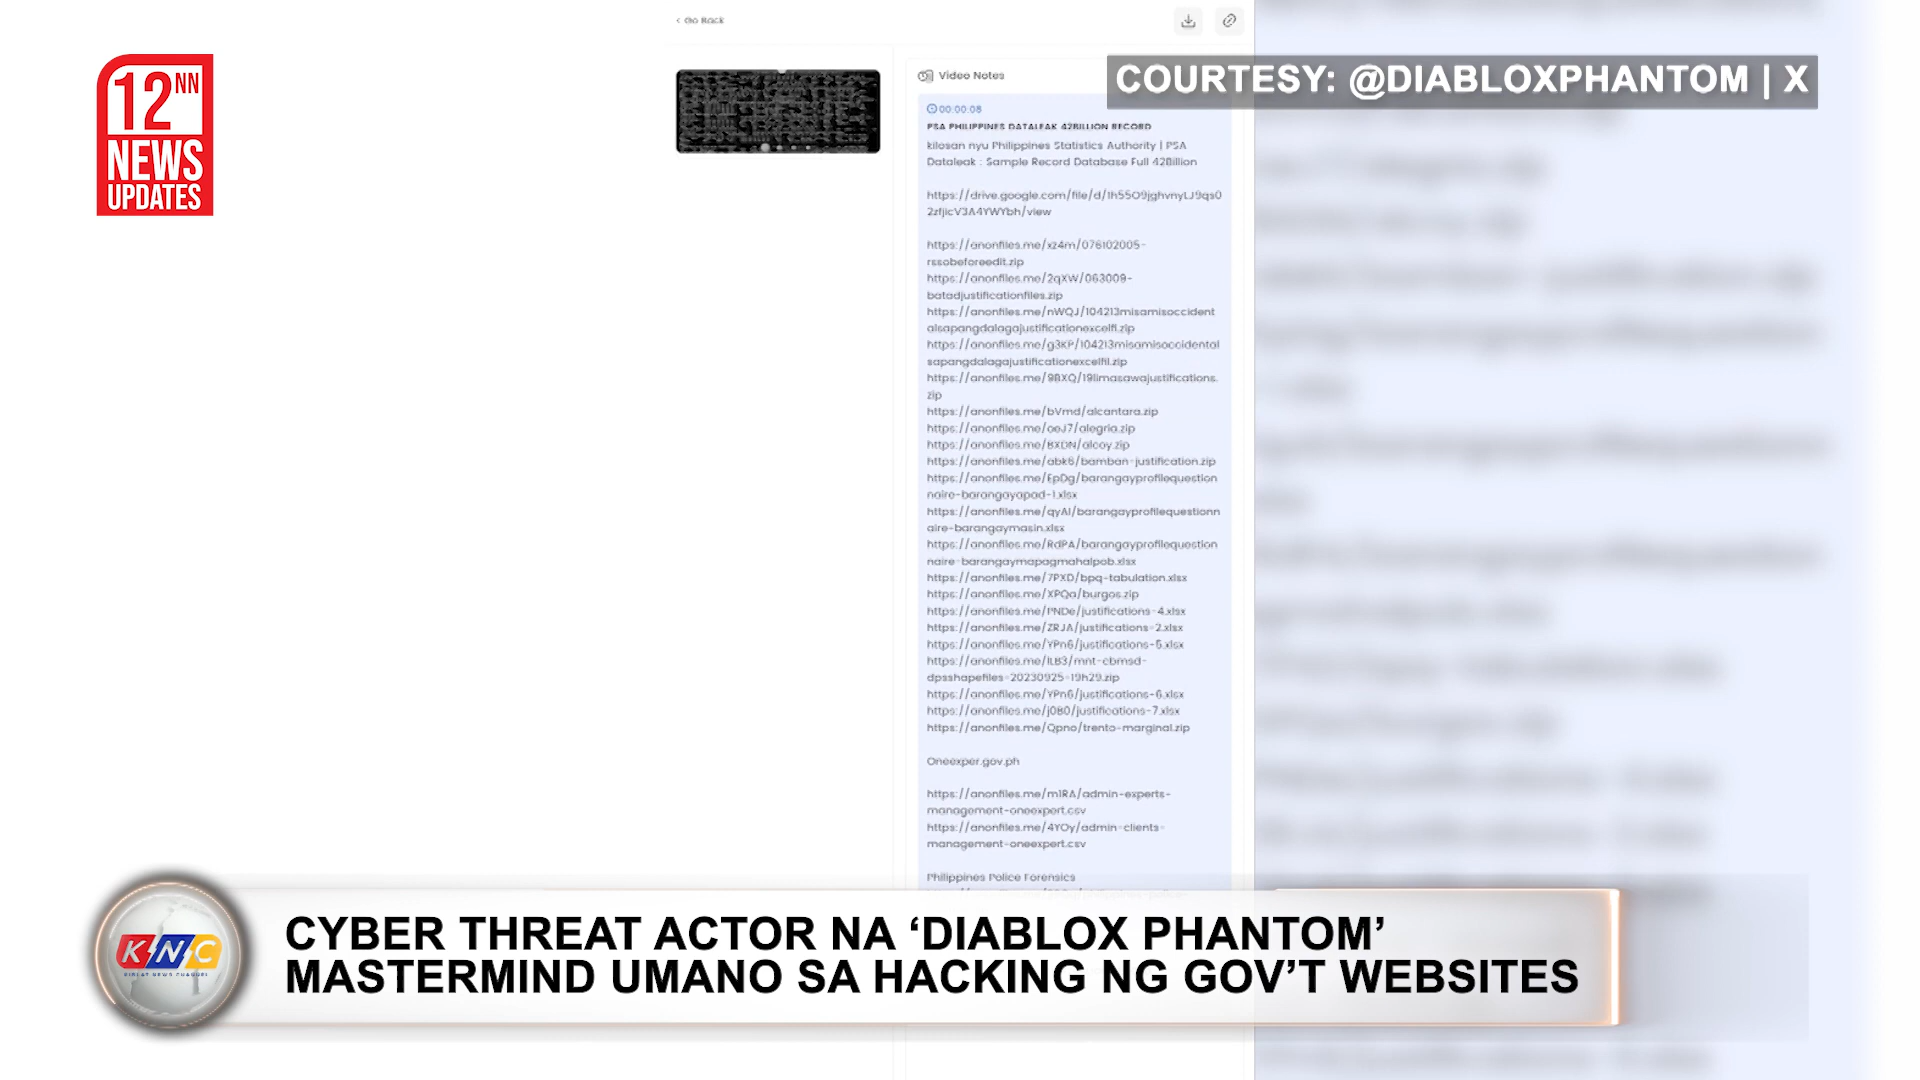 < Go Back
12NN
NEWS
UPDATES
COURTESY: @DIABLOXPHANTOM | X
Video Notes
00:00:08
PSA PHILIPPINES DATALEAK 42BILLION RECORD
kilosan nyu Philippines Statistics Authority | PSA
Dataleak : Sample Record Database Full 42Billion
https://drive.google.com/file/d/1h55O9jghvnyLJ9qs0
2zfjicV3A4YWYbh/view
https://anonfiles.me/xz4m/076102005-
rssobeforeedit.zip
https://anonfiles.me/2qXW/063009-
batadjustificationfiles.zip
https://anonfiles.me/nWQJ/104213misamisoccident
alsapangdalagajustificationexcelfi.zip
https://anonfiles.me/g3KP/104213misamisoccidental
sapangdalagajustificationexcelfil.zip
https://anonfiles.me/9BXQ/19limasawajustifications.
zip
https://anonfiles.me/bVmd/alcantara.zip
https://anonfiles.me/oeJ7/alegria.zip
https://anonfiles.me/BXDN/alcoy.zip
https://anonfiles.me/abk6/bamban-justification.zip
https://anonfiles.me/EpDg/barangayprofilequestion
naire-barangayapad-1.xlsx
https://anonfiles.me/qyAl/barangayprofilequestionn
aire-barangaymasin.xlsx
https://anonfiles.me/RdPA/barangayprofilequestion
naire-barangaymapagmahalpob.xlsx
https://anonfiles.me/7PXD/bpq-tabulation.xlsx
https://anonfiles.me/XPQa/burgos.zip
https://anonfiles.me/PNDe/justifications-4.xlsx
https://anonfiles.me/ZRJA/justifications-2.xlsx
https://anonfiles.me/YPn6/justifications-5.xlsx
https://anonfiles.me/lLB3/mnt-cbmsd-
dpsshapefiles-20230925-19h29.zip
https://anonfiles.me/YPn6/justifications-6.xlsx
https://anonfiles.me/j0B0/justifications-7.xlsx
https://anonfiles.me/Qpno/trento-marginal.zip
Oneexper.gov.ph
https://anonfiles.me/m1RA/admin-experts-
management-oneexpert.csv
https://anonfiles.me/4YOy/admin-clients-
management-oneexpert.csv
Philippines Police Forensics
KNC
CYBER THREAT ACTOR NA ‘DIABLOX PHANTOM’
MASTERMIND UMANO SA HACKING NG GOV’T WEBSITES